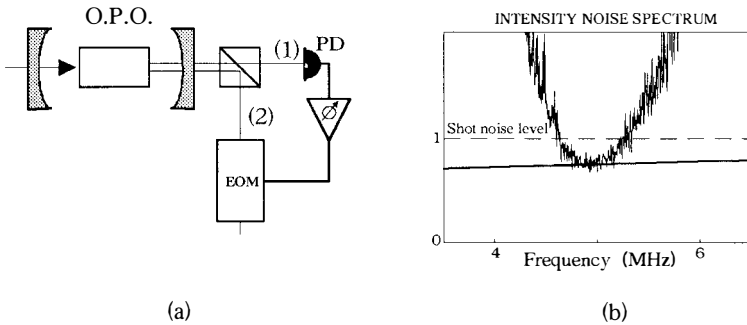 O.P.O.
(1)
PD
(2)
Ø
EOM
(a)
INTENSITY NOISE SPECTRUM
1
Shot noise level
0
4
6
Frequency (MHz)
(b)